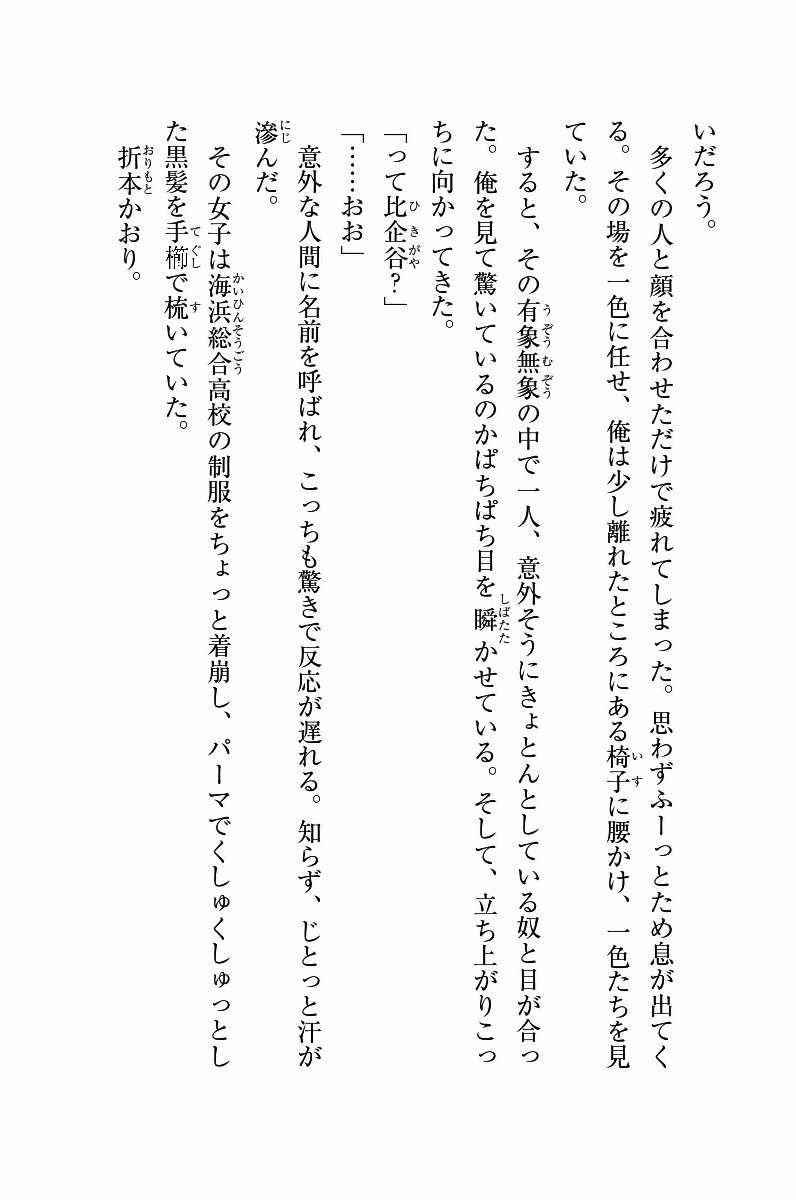 いだろう。
　多くの人と顔を合わせただけで疲れてしまった。思わずふーっとため息が出てく
る。その場を一色に任せ、俺は少し離れたところにある椅子に腰かけ、一色たちを見
ていた。
　すると、その有象無象の中で一人、意外そうにきょとんとしている奴と目が合っ
た。俺を見て驚いているのかぱちぱち目を瞬かせている。そして、立ち上がりこっ
ちに向かってきた。
「って比企谷？」
「……おお」
　意外な人間に名前を呼ばれ、こっちも驚きで反応が遅れる。知らず、じとっと汗が
滲んだ。
　その女子は海浜総合高校の制服をちょっと着崩し、パーマでくしゅくしゅっとし
た黒髪を手櫛で梳いていた。
　折本かおり。